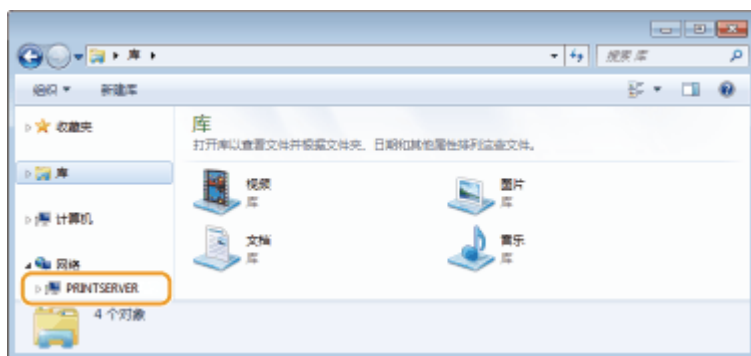 库
搜索 库
组织 新建库
收藏夹
库
计算机
网络
PRINTSERVER
库
打开库以查看文件并根据文件夹、日期和其他属性排列这些文件。
视频
库
图片
库
文档
库
音乐
库
4 个对象